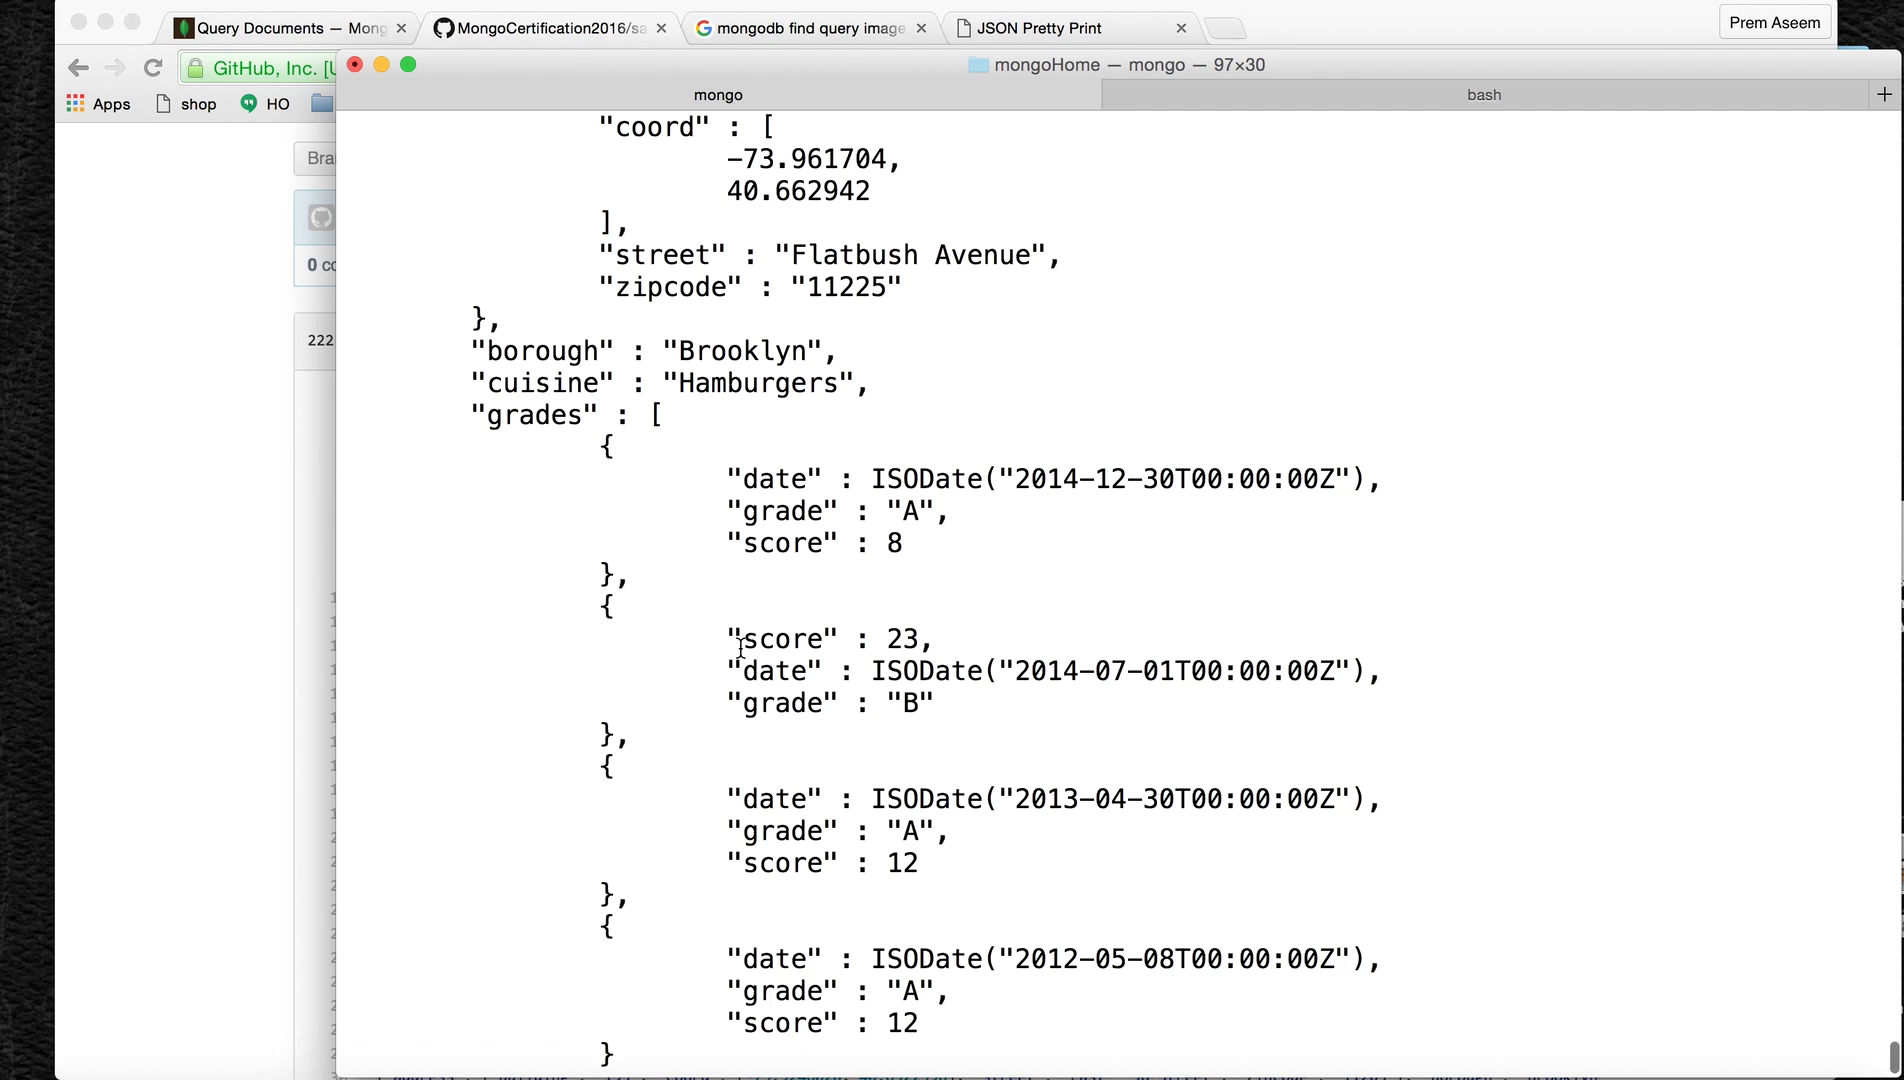 Query Documents — Mong
MongoCertification2016/sa
mongodb find query image
JSON Pretty Print
Prem Aseem
GitHub, Inc. [U
mongoHome — mongo — 97×30
Apps
shop
HO
mongo
bash
+
Bra
0 co
222
"coord" : [
-73.961704,
40.662942
],
"street" : "Flatbush Avenue",
"zipcode" : "11225"
},
"borough" : "Brooklyn",
"cuisine" : "Hamburgers",
"grades" : [
{
"date" : ISODate("2014-12-30T00:00:00Z"),
"grade" : "A",
"score" : 8
},
{
"score" : 23,
"date" : ISODate("2014-07-01T00:00:00Z"),
"grade" : "B"
},
{
"date" : ISODate("2013-04-30T00:00:00Z"),
"grade" : "A",
"score" : 12
},
{
"date" : ISODate("2012-05-08T00:00:00Z"),
"grade" : "A",
"score" : 12
}